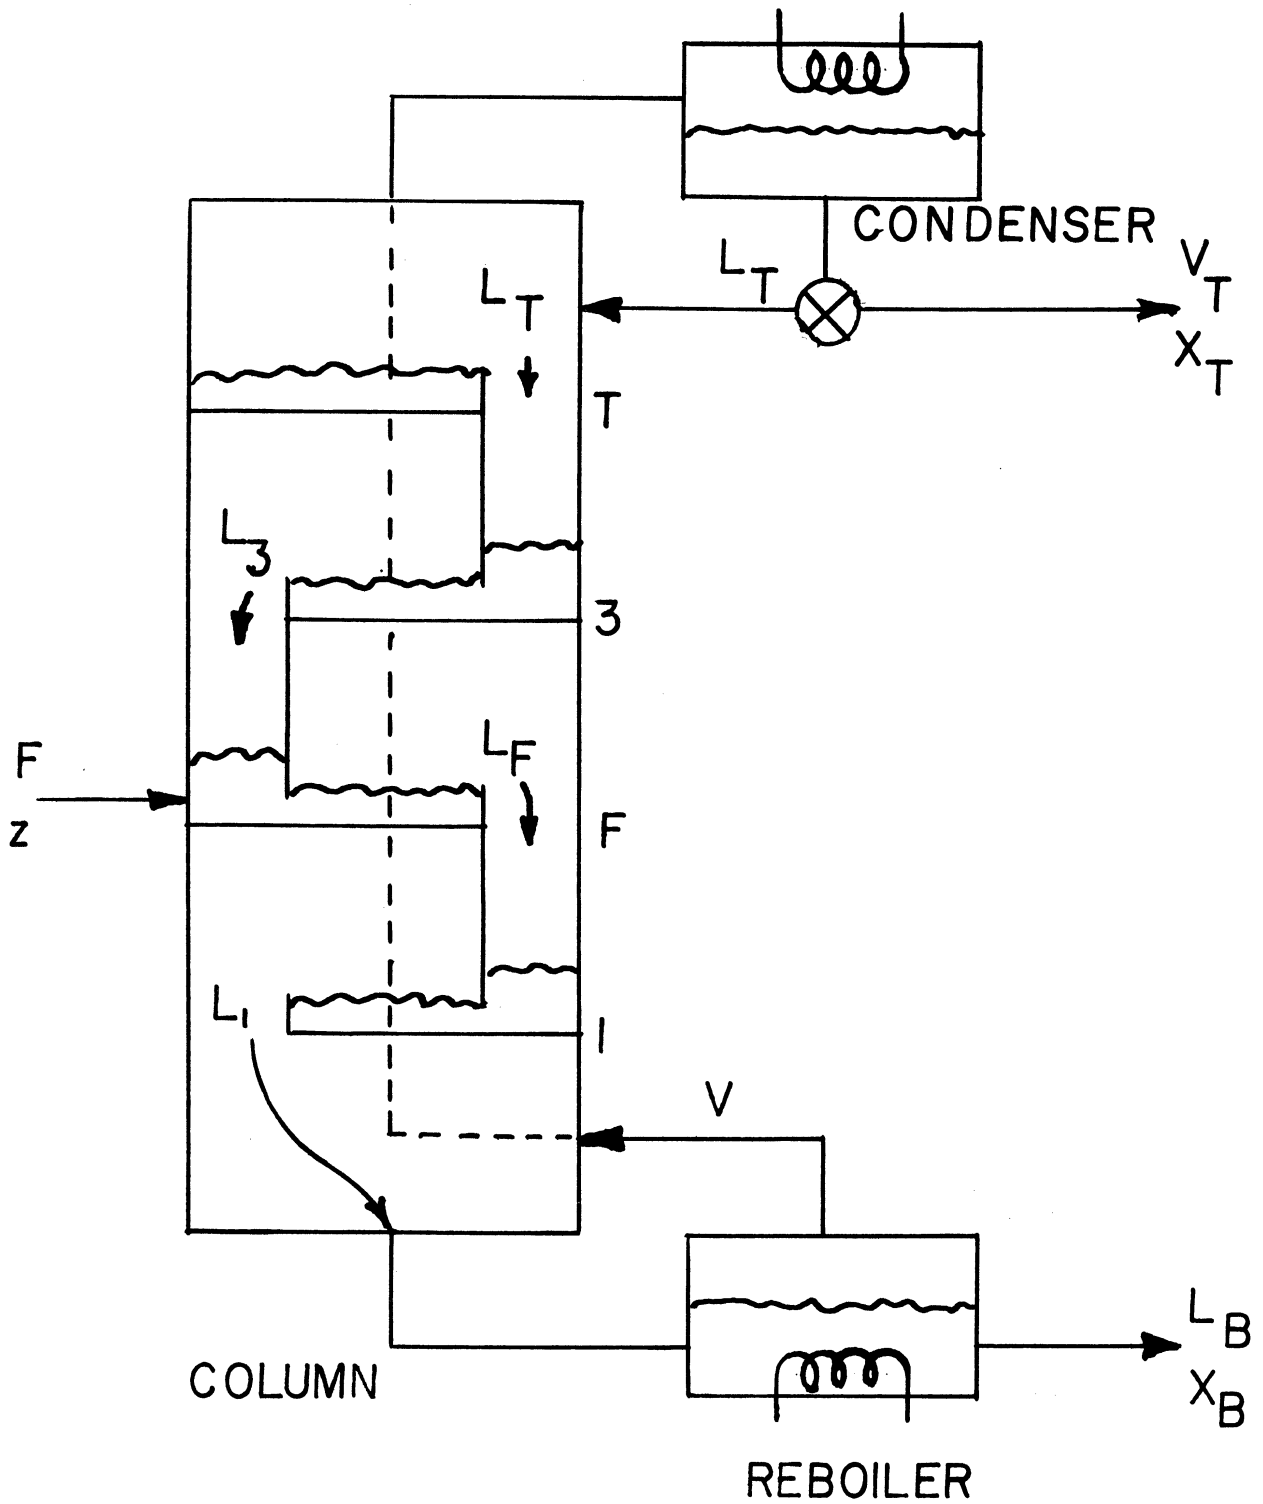 CONDENSER
L_T
V_T
X_T
L_T
T
L_3
3
L_F
F
z
F
L_1
1
V
L_B
X_B
COLUMN
REBOILER